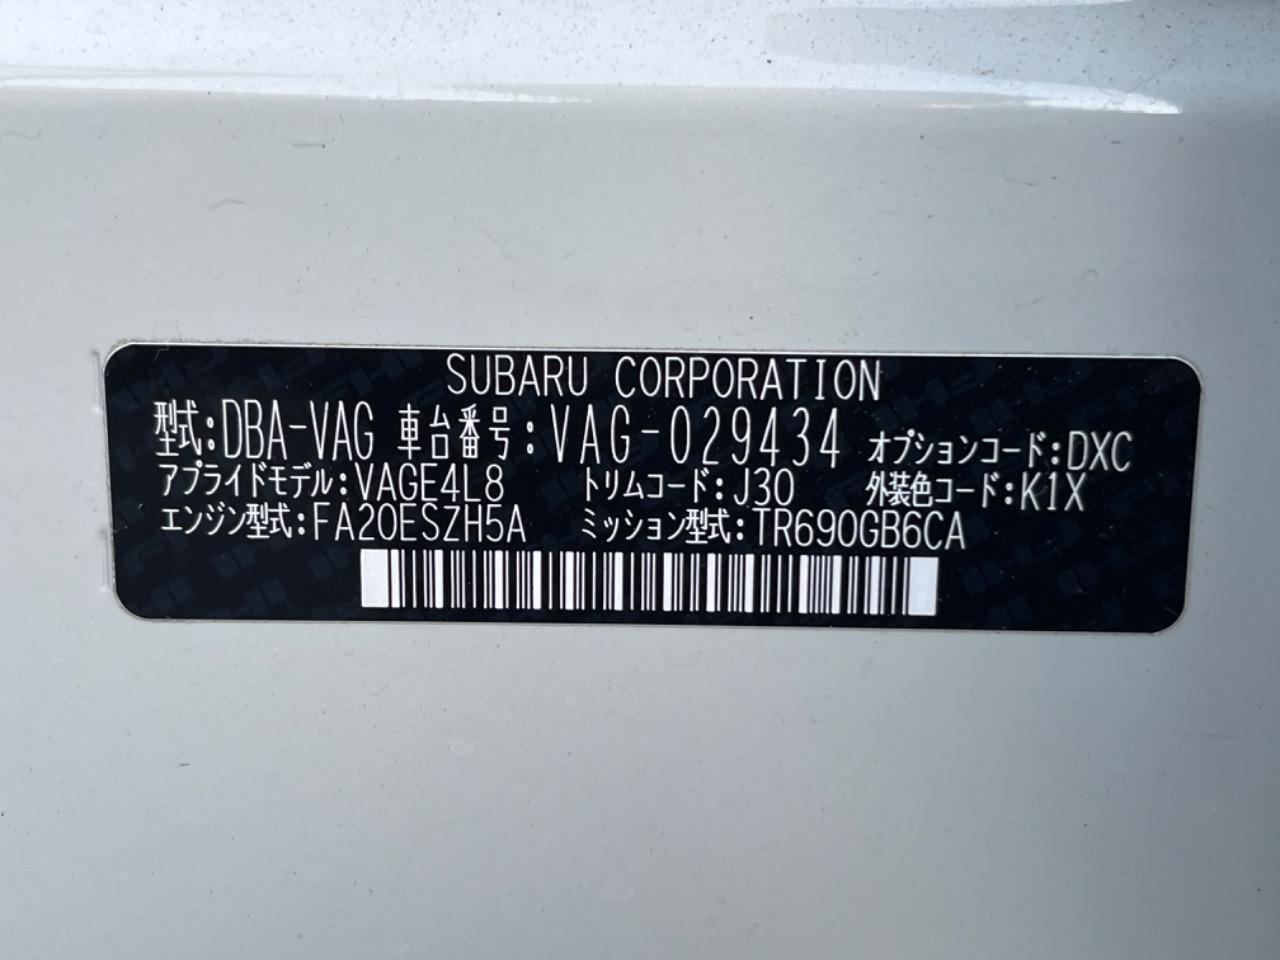 SUBARU CORPORATION
型式:DBA-VAG 車台番号:VAG-029434 オプションコード:DXC
アプライドモデル:VAGE4L8 トリムコード:J30 外装色コード:K1X
エンジン型式:FA20ESZH5A ミッション型式:TR690GB6CA